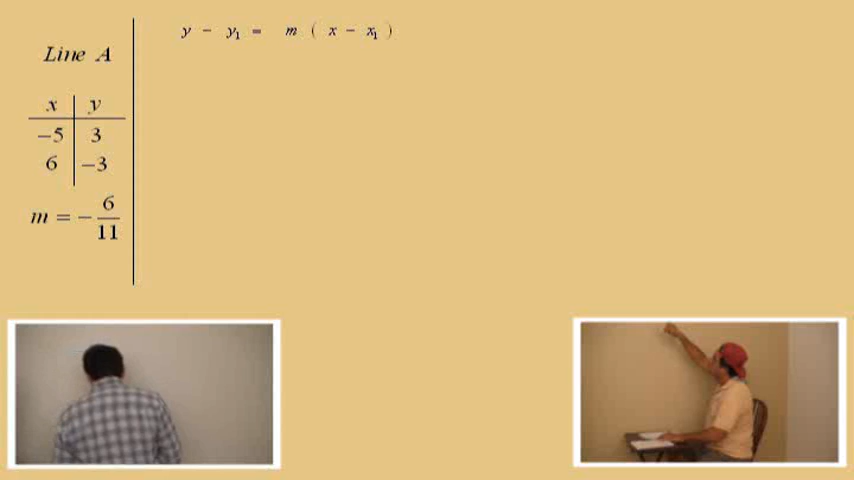 Line A
x y
−5 3
6 −3
m = − 6/11
y − y₁ = m ( x − x₁ )